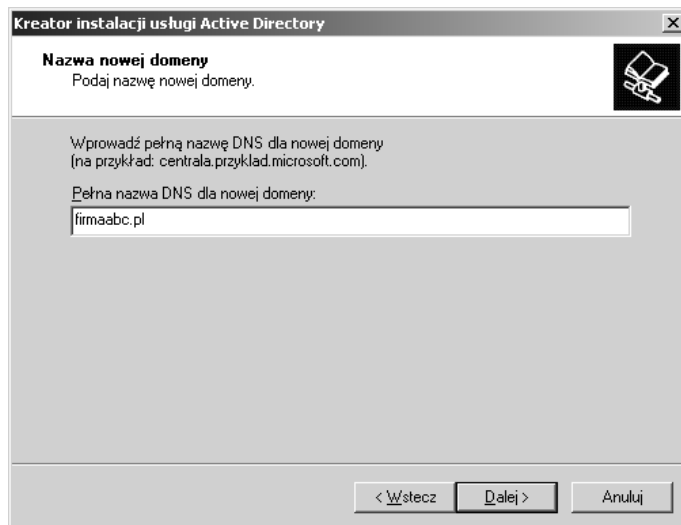 Kreator instalacji usługi Active Directory
Nazwa nowej domeny
Podaj nazwę nowej domeny.
Wprowadź pełną nazwę DNS dla nowej domeny
(na przykład: centrala.przyklad.microsoft.com).
Pełna nazwa DNS dla nowej domeny:
firmaabc.pl
< Wstecz Dalej > Anuluj